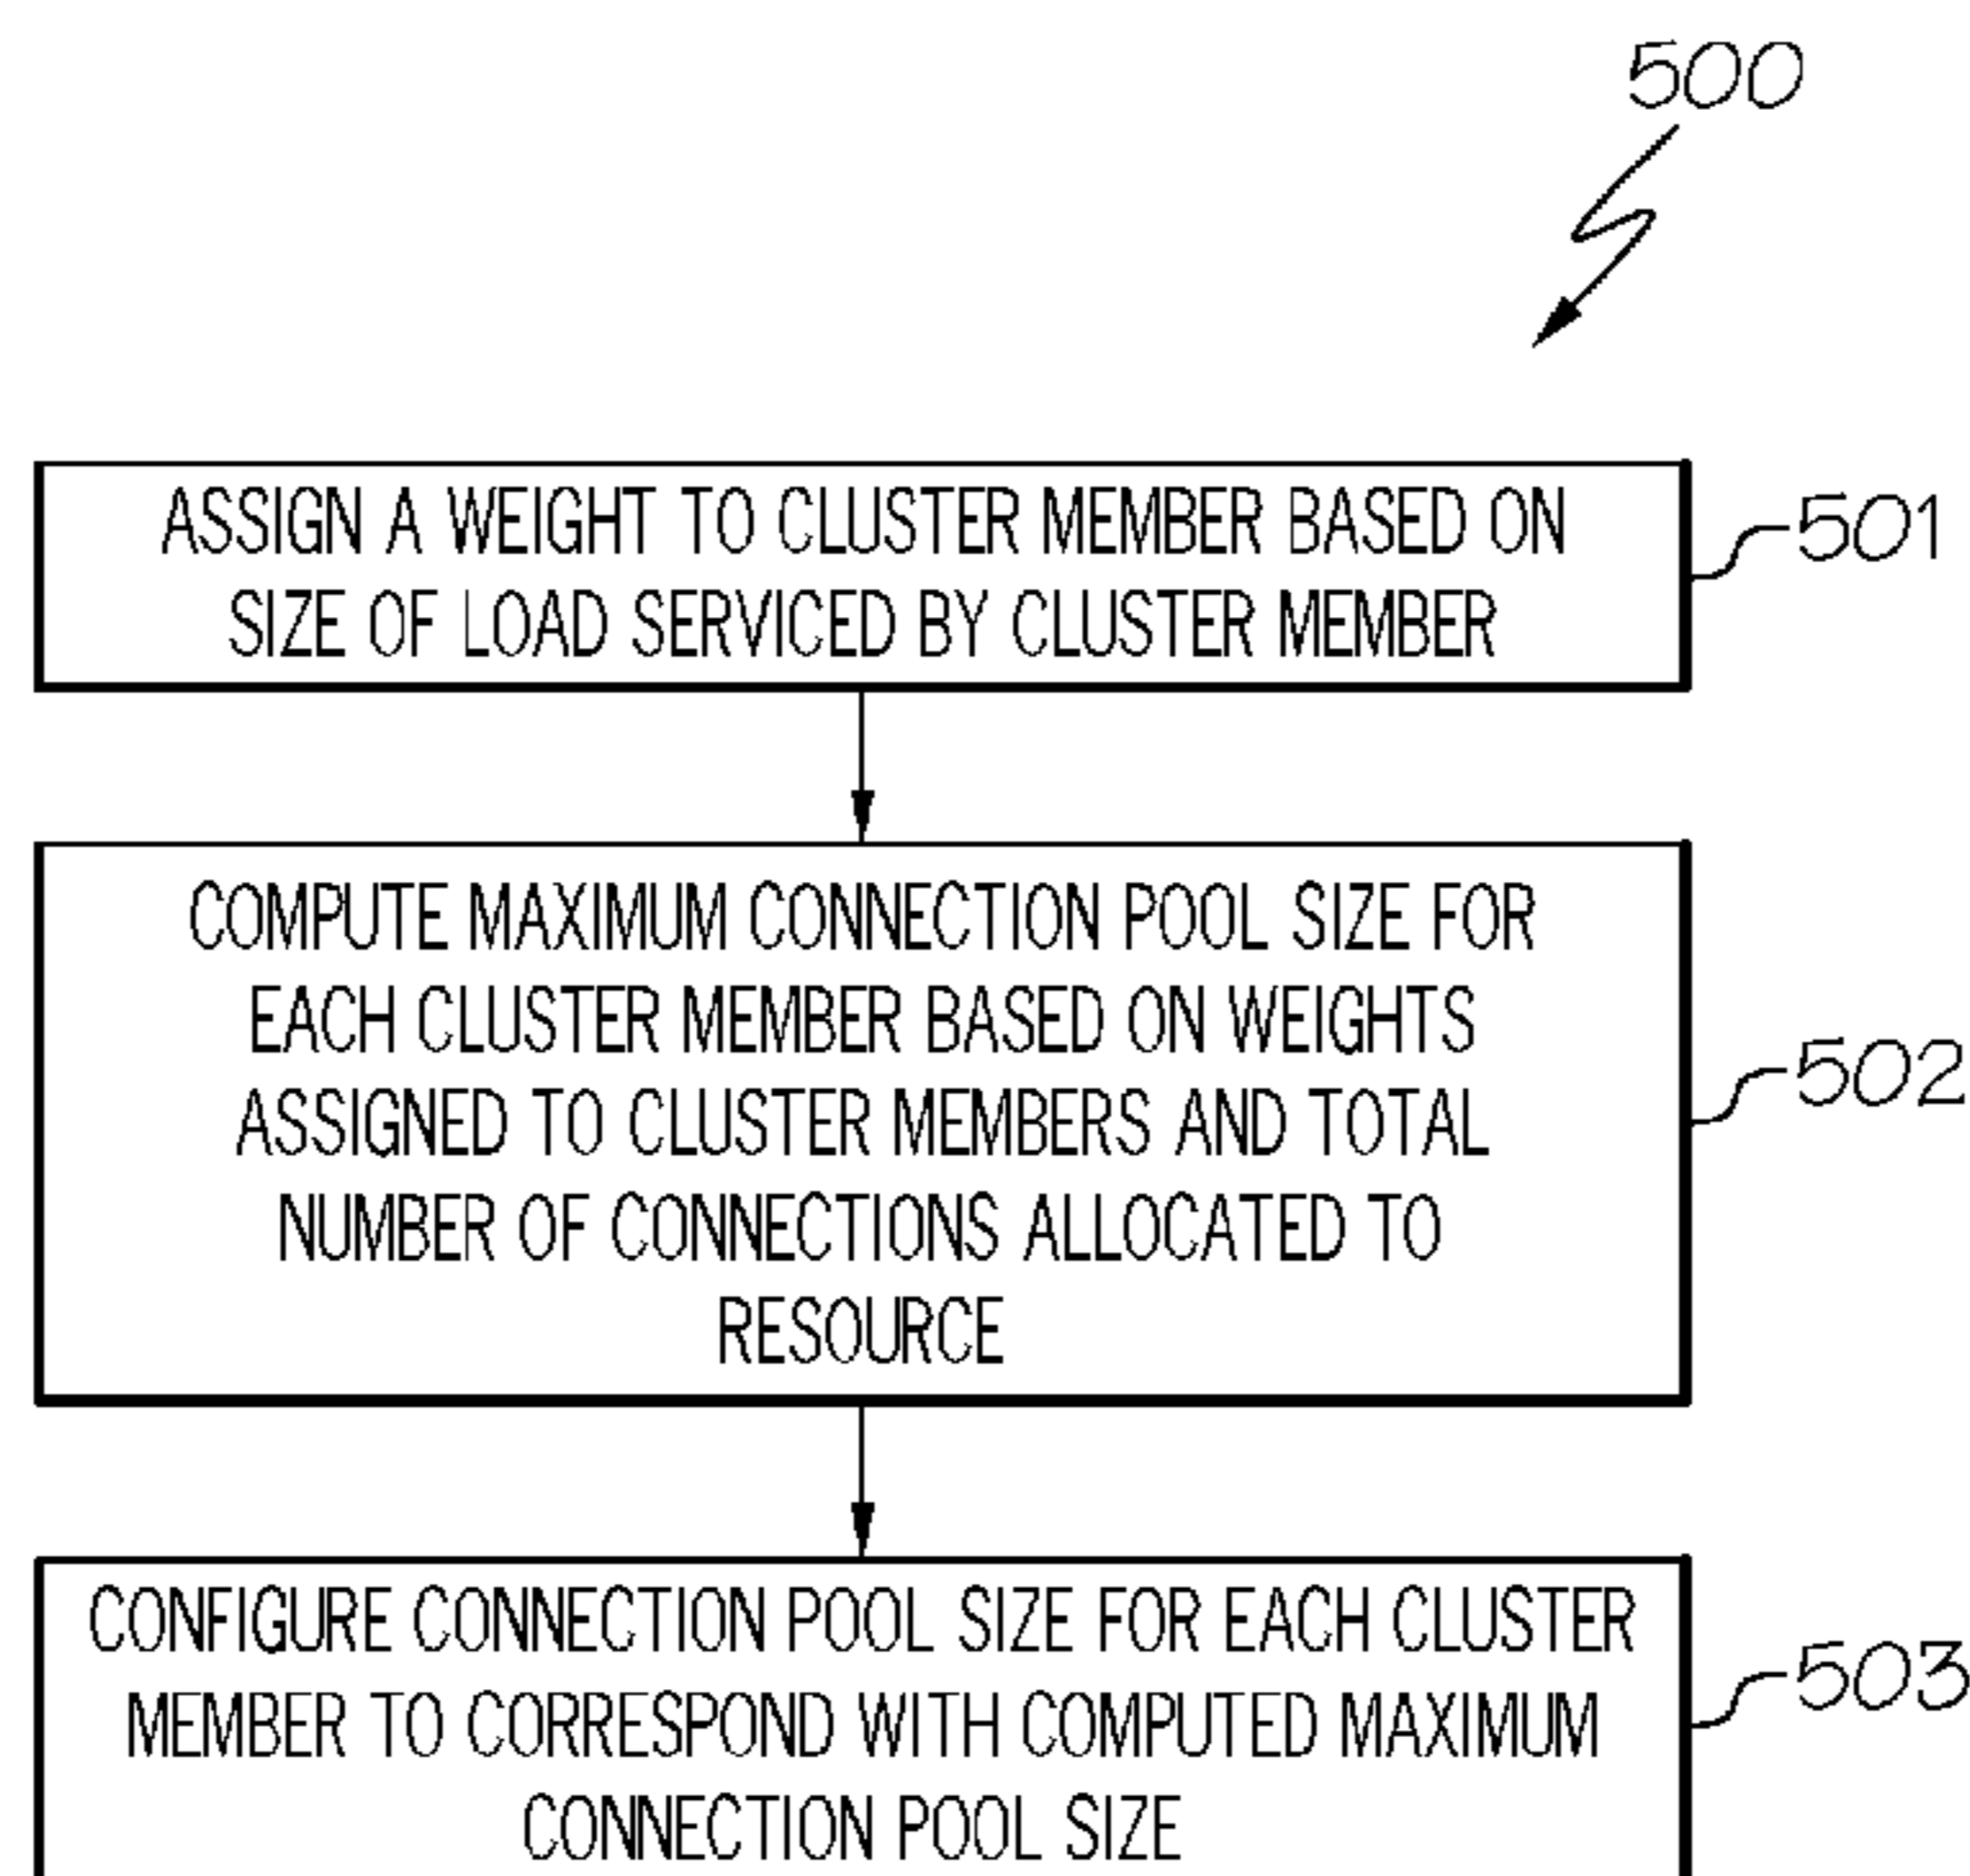 500
ASSIGN A WEIGHT TO CLUSTER MEMBER BASED ON
SIZE OF LOAD SERVICED BY CLUSTER MEMBER
501
COMPUTE MAXIMUM CONNECTION POOL SIZE FOR
EACH CLUSTER MEMBER BASED ON WEIGHTS
ASSIGNED TO CLUSTER MEMBERS AND TOTAL
NUMBER OF CONNECTIONS ALLOCATED TO
RESOURCE
502
CONFIGURE CONNECTION POOL SIZE FOR EACH CLUSTER
MEMBER TO CORRESPOND WITH COMPUTED MAXIMUM
CONNECTION POOL SIZE
503